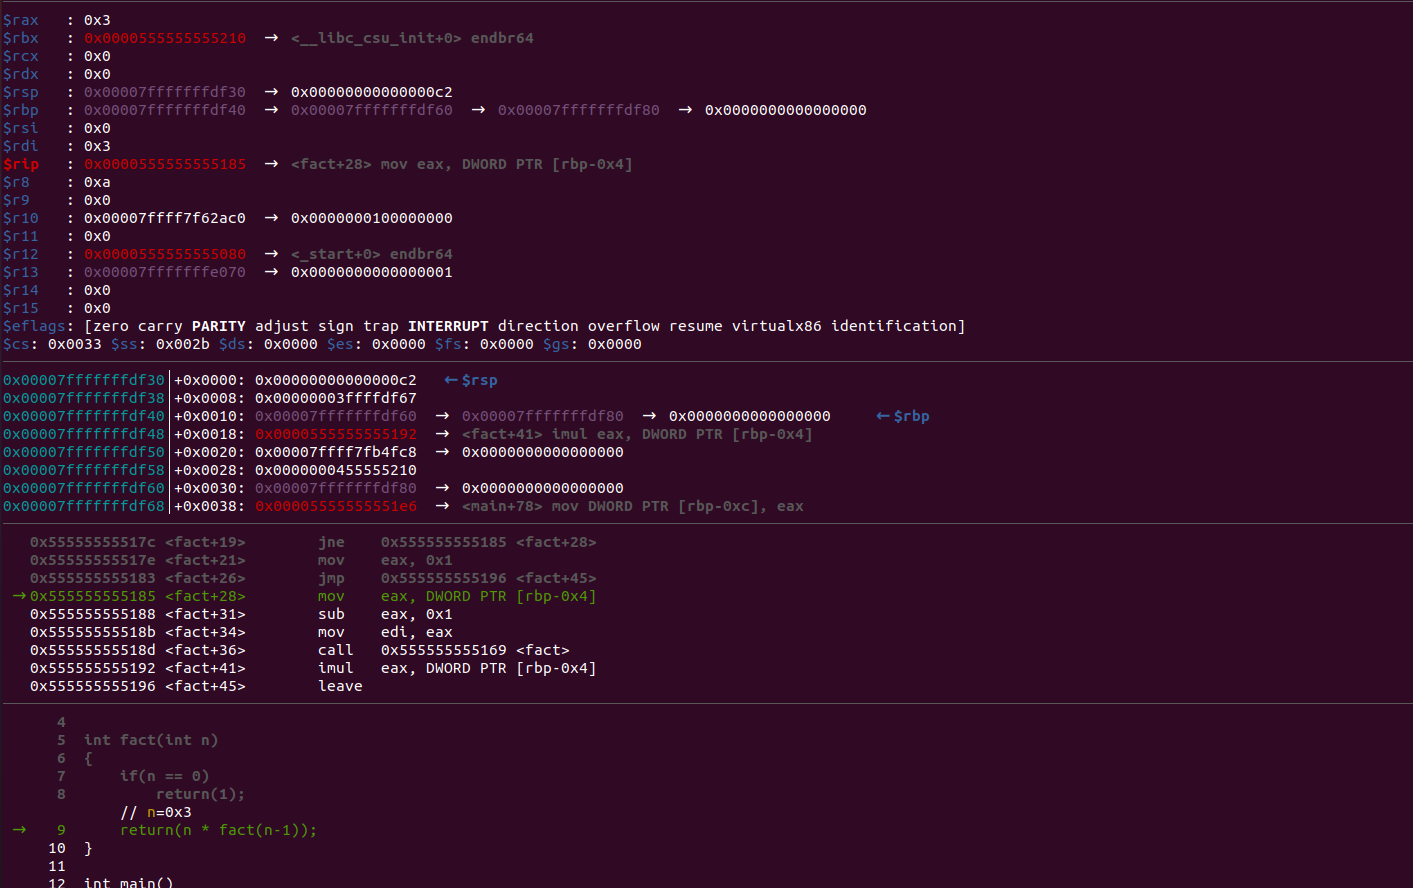 $rax   : 0x3
$rbx   : 0x0000555555555210  →  <__libc_csu_init+0> endbr64
$rcx   : 0x0
$rdx   : 0x0
$rsp   : 0x00007fffffffdf30  →  0x00000000000000c2
$rbp   : 0x00007fffffffdf40  →  0x00007fffffffdf60  →  0x00007fffffffdf80  →  0x0000000000000000
$rsi   : 0x0
$rdi   : 0x3
$rip   : 0x0000555555555185  →  <fact+28> mov eax, DWORD PTR [rbp-0x4]
$r8    : 0xa
$r9    : 0x0
$r10   : 0x00007ffff7f62ac0  →  0x0000000100000000
$r11   : 0x0
$r12   : 0x0000555555555080  →  <_start+0> endbr64
$r13   : 0x00007fffffffe070  →  0x0000000000000001
$r14   : 0x0
$r15   : 0x0
$eflags: [zero carry PARITY adjust sign trap INTERRUPT direction overflow resume virtualx86 identification]
$cs: 0x0033 $ss: 0x002b $ds: 0x0000 $es: 0x0000 $fs: 0x0000 $gs: 0x0000
0x00007fffffffdf30│+0x0000: 0x00000000000000c2   ←$rsp
0x00007fffffffdf38│+0x0008: 0x00000003ffffdf67
0x00007fffffffdf40│+0x0010: 0x00007fffffffdf60  →  0x00007fffffffdf80  →  0x0000000000000000   ←$rbp
0x00007fffffffdf48│+0x0018: 0x0000555555555192  →  <fact+41> imul eax, DWORD PTR [rbp-0x4]
0x00007fffffffdf50│+0x0020: 0x00007ffff7fb4fc8  →  0x0000000000000000
0x00007fffffffdf58│+0x0028: 0x0000000455555210
0x00007fffffffdf60│+0x0030: 0x00007fffffffdf80  →  0x0000000000000000
0x00007fffffffdf68│+0x0038: 0x00005555555551e6  →  <main+78> mov DWORD PTR [rbp-0xc], eax
0x55555555517c <fact+19>        jne    0x555555555185 <fact+28>
0x55555555517e <fact+21>        mov    eax, 0x1
0x555555555183 <fact+26>        jmp    0x555555555196 <fact+45>
→0x555555555185 <fact+28>        mov    eax, DWORD PTR [rbp-0x4]
0x555555555188 <fact+31>        sub    eax, 0x1
0x55555555518b <fact+34>        mov    edi, eax
0x55555555518d <fact+36>        call   0x555555555169 <fact>
0x555555555192 <fact+41>        imul   eax, DWORD PTR [rbp-0x4]
0x555555555196 <fact+45>        leave
4
5  int fact(int n)
6  {
7      if(n == 0)
8          return(1);
// n=0x3
→   9      return(n * fact(n-1));
10  }
11
12  int main()